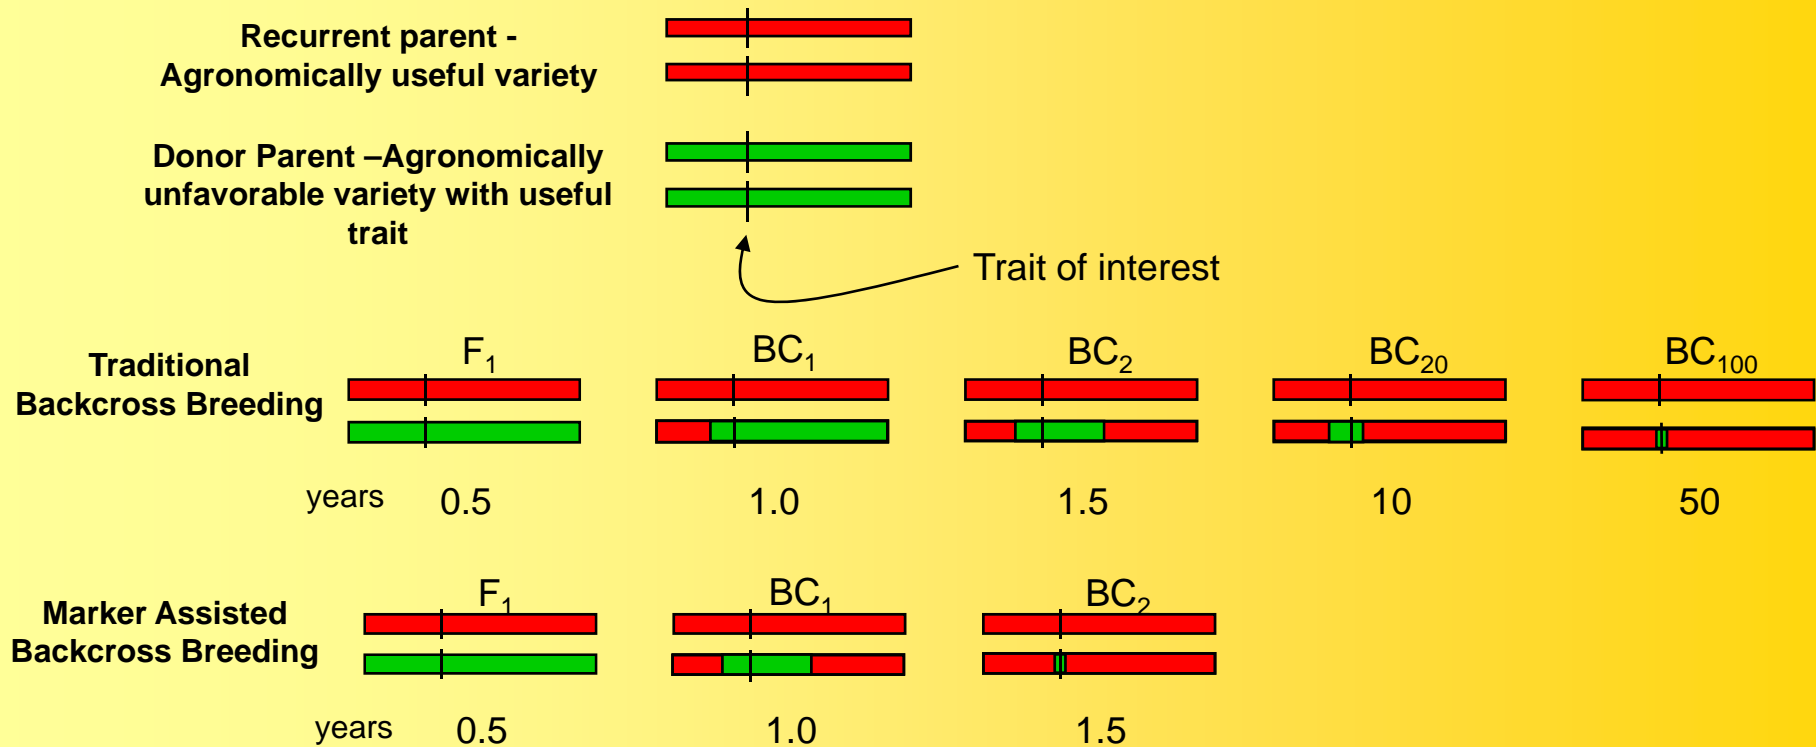 Recurrent parent -
Agronomically useful variety
Donor Parent –Agronomically
unfavorable variety with useful
trait
Trait of interest
Traditional
Backcross Breeding
F₁ BC₁ BC₂ BC₂₀ BC₁₀₀
years 0.5 1.0 1.5 10 50
Marker Assisted
Backcross Breeding
F₁ BC₁ BC₂
years 0.5 1.0 1.5